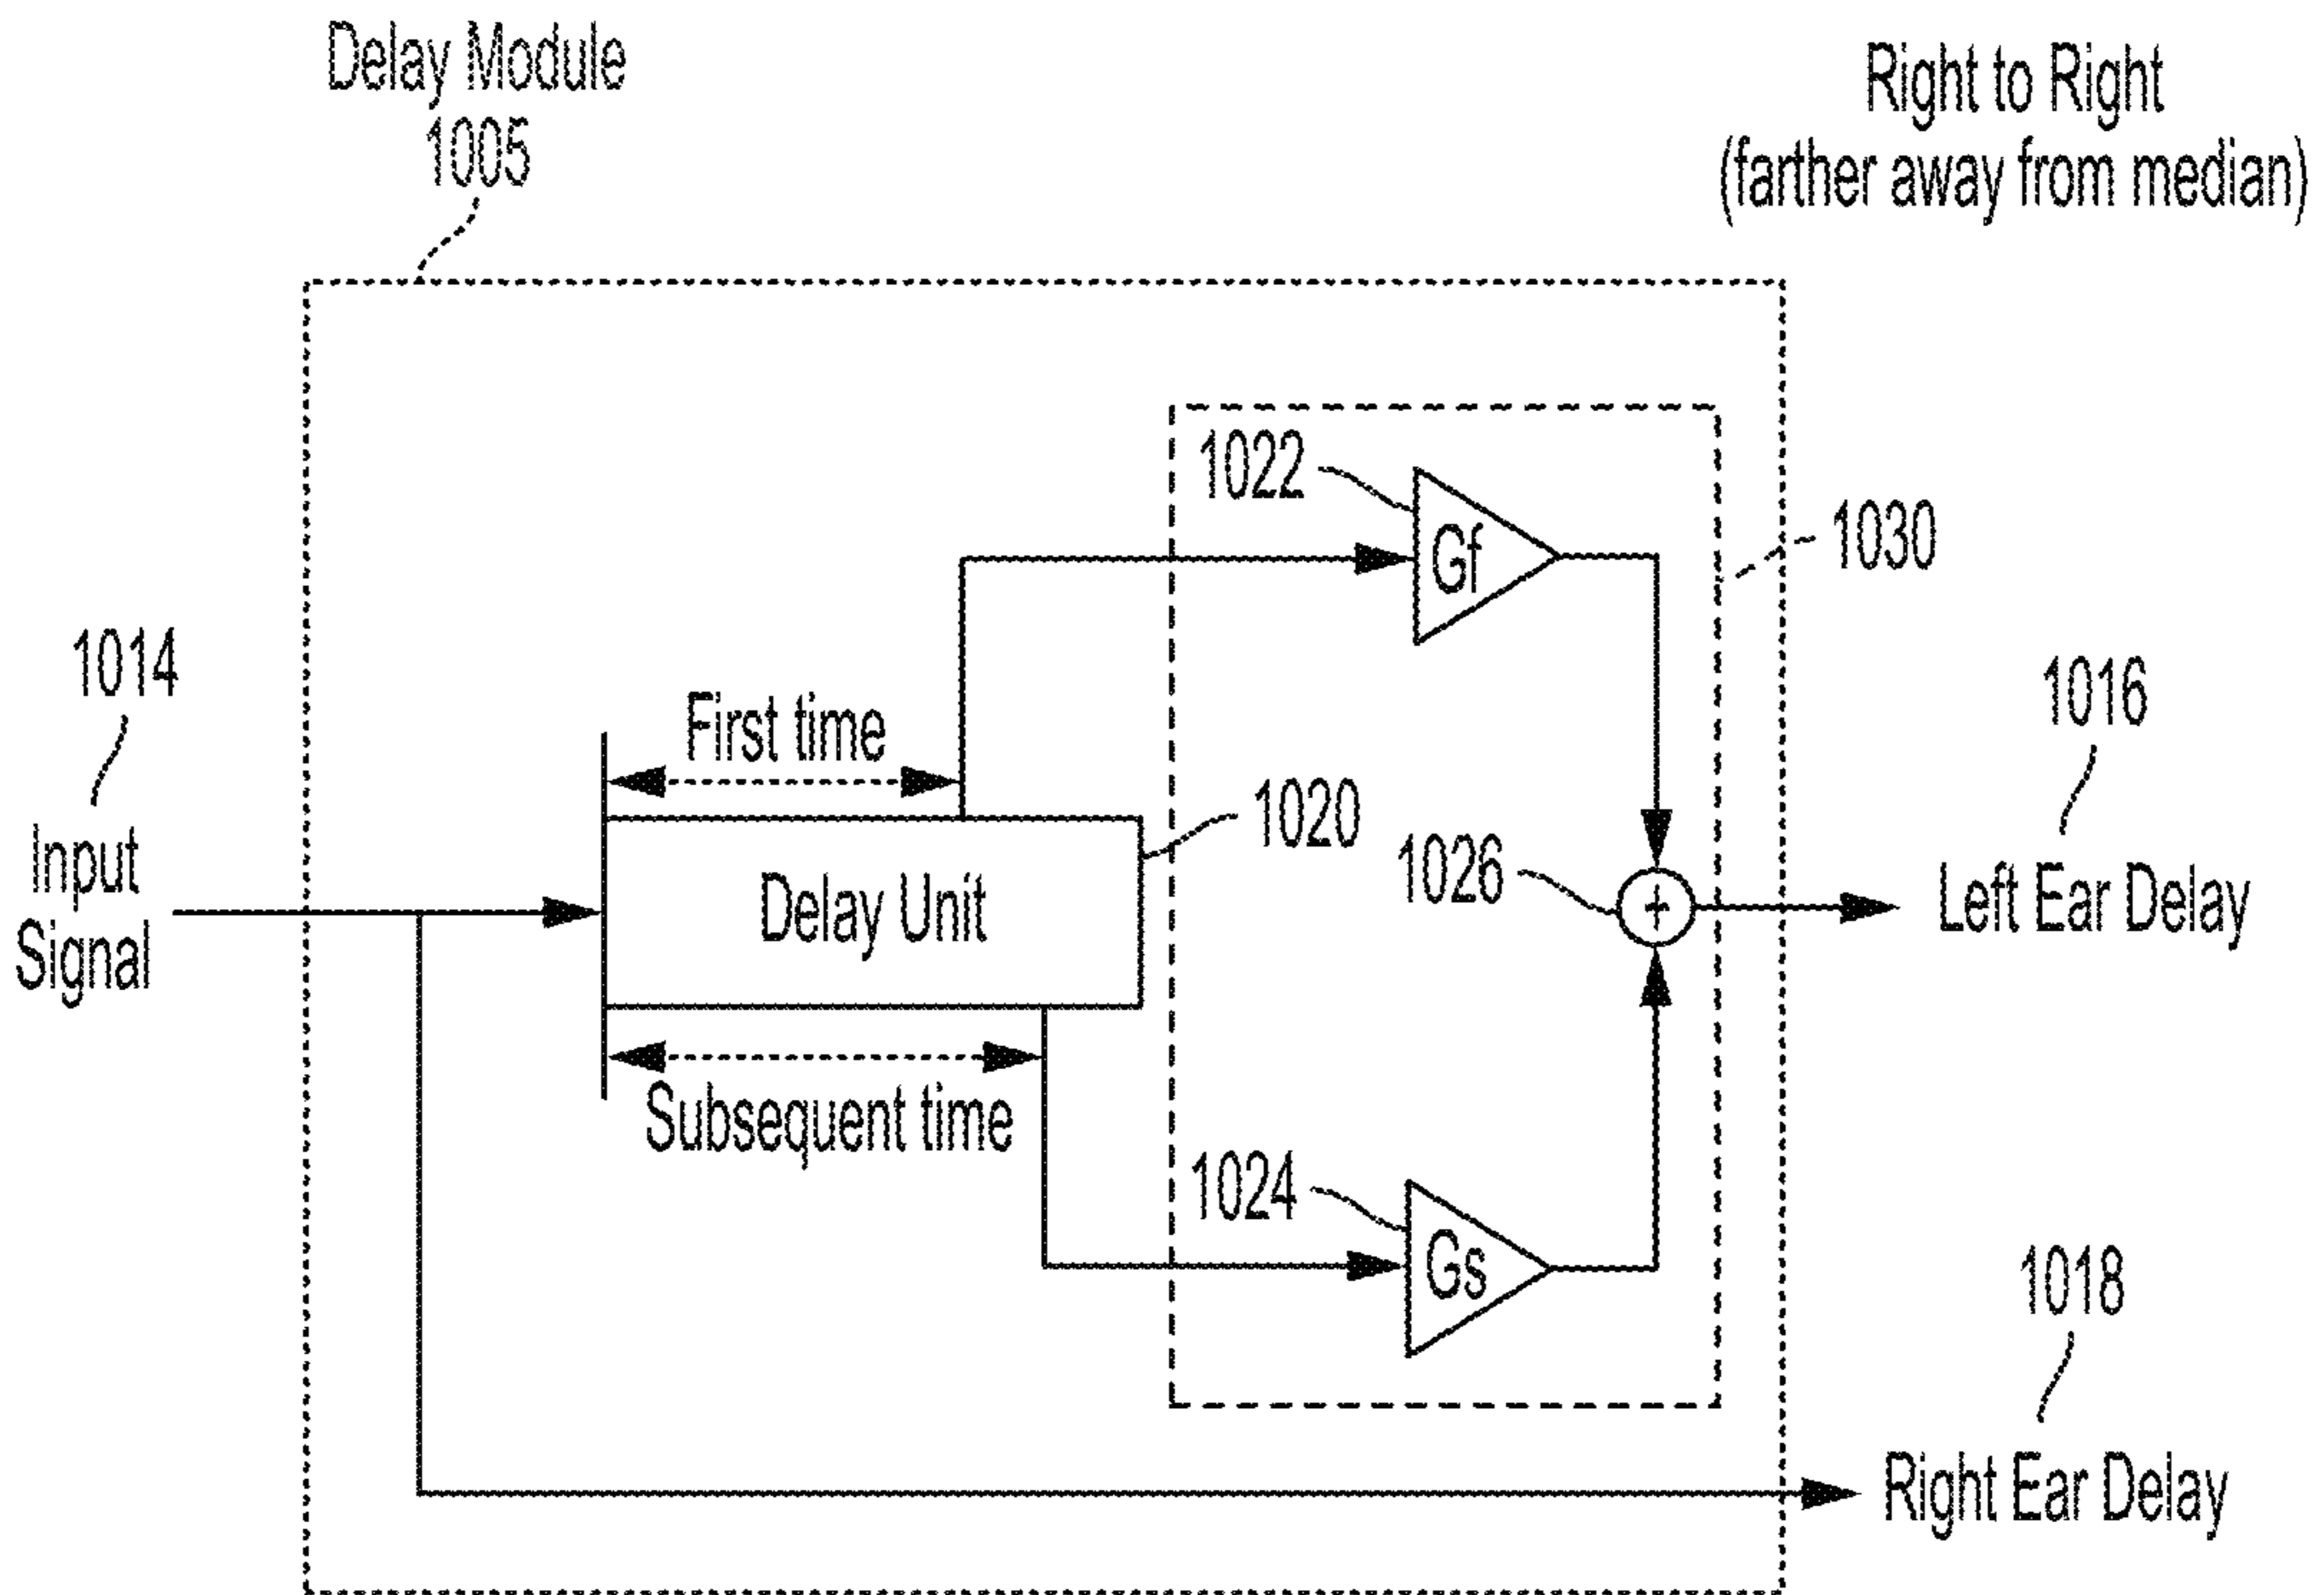 Delay Module
1005
Right to Right
(farther away from median)
1022
Gf
1030
1014
Input
Signal
First time
1020
Delay Unit
1026
+
1016
Left Ear Delay
Subsequent time
1024
Gs
1018
Right Ear Delay